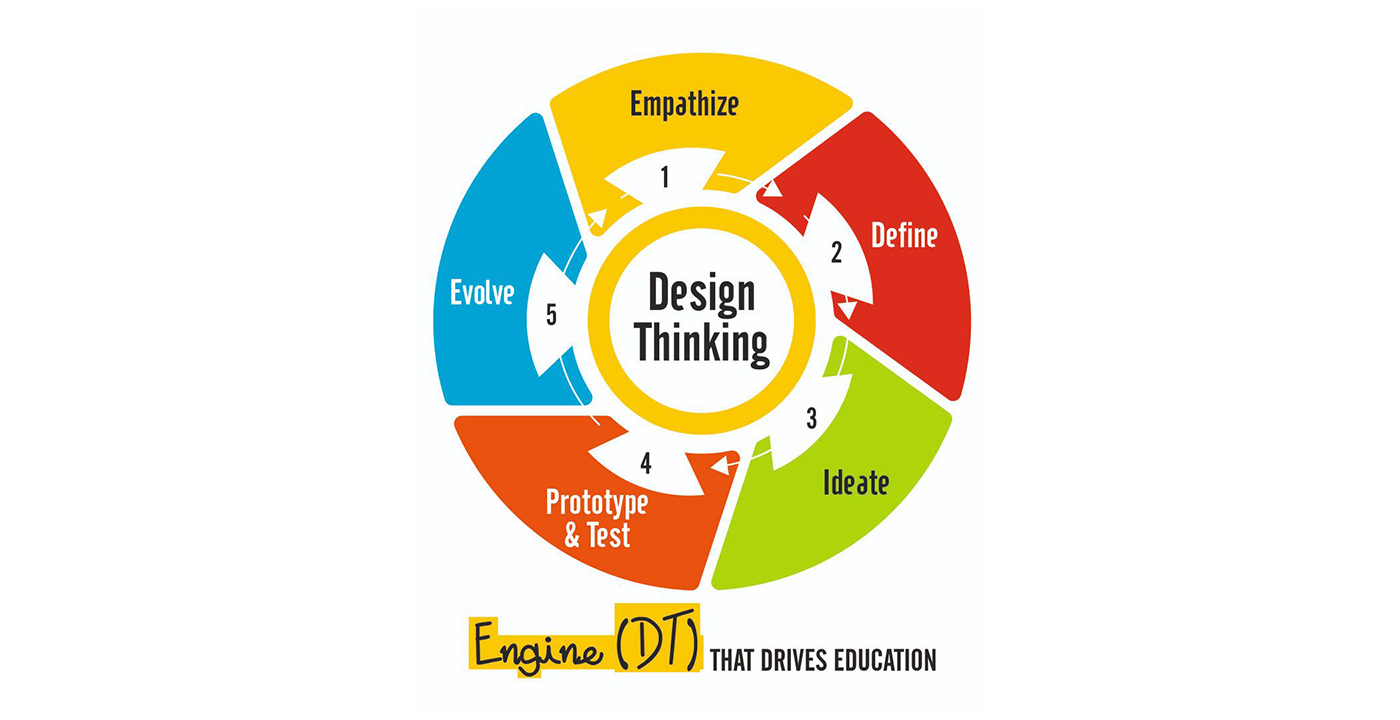 Empathize
1
Define
2
Ideate
3
Prototype
& Test
4
Evolve
5
Design
Thinking
Engine (DT) THAT DRIVES EDUCATION